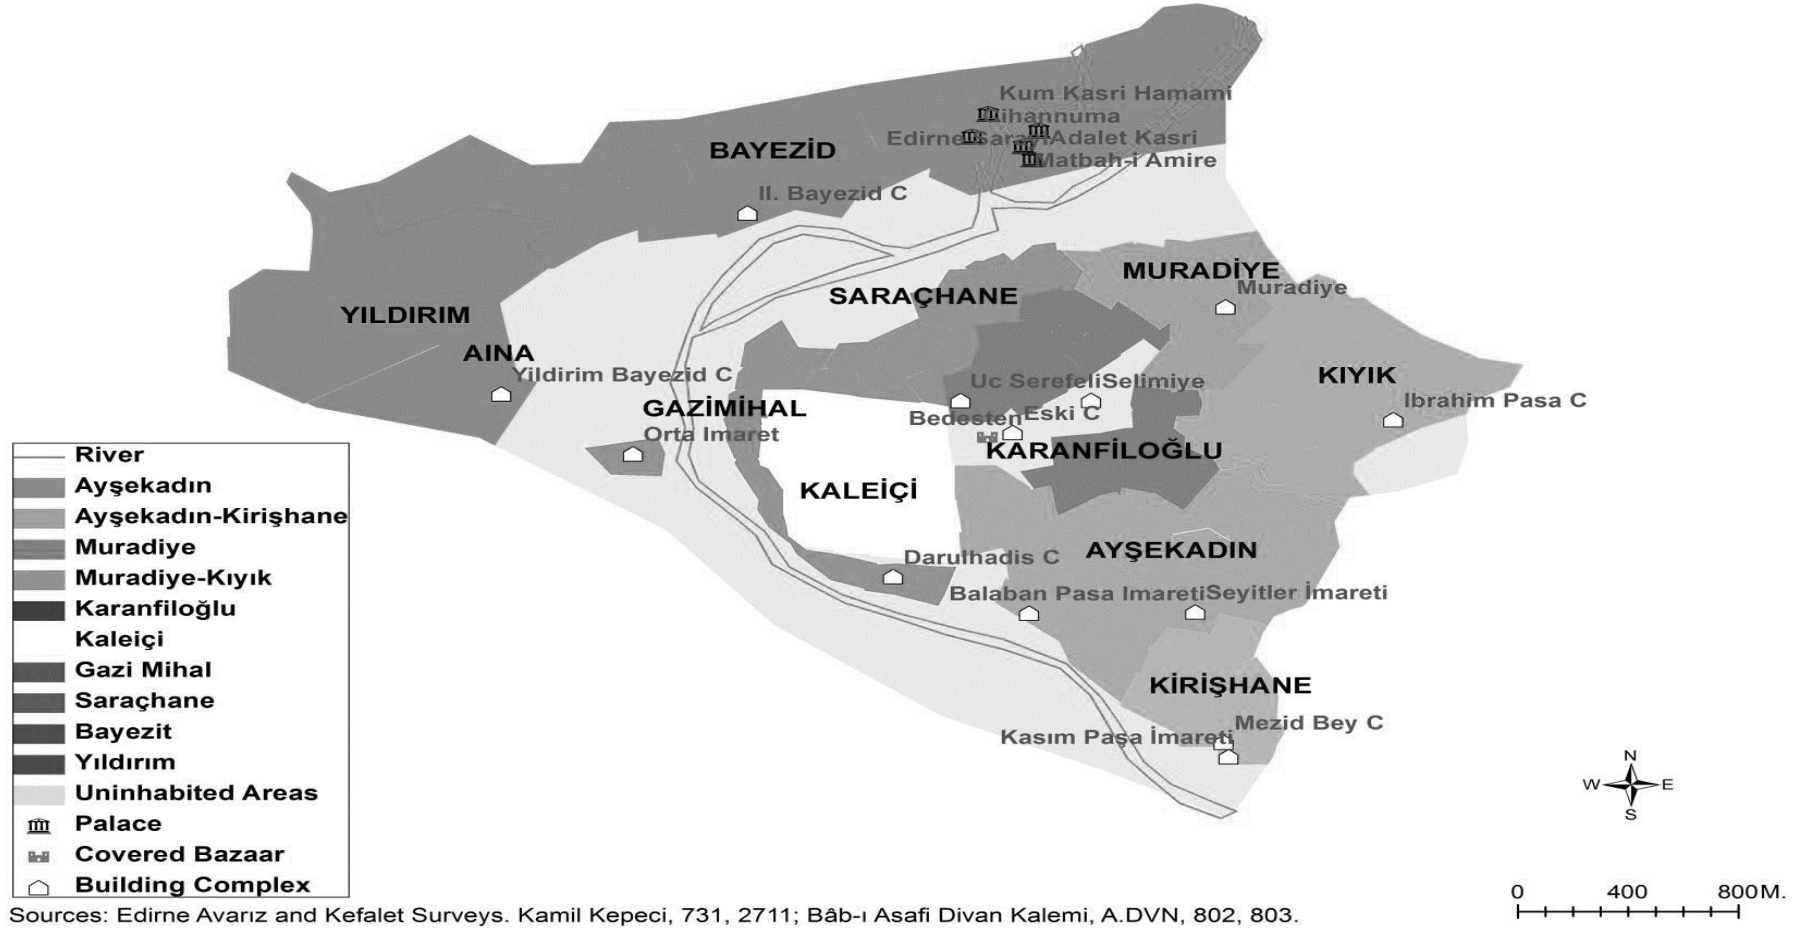 Kum Kasri Hamami
ihannuma
Edirne Sarayi Adalet Kasri
BAYEZİD
Matbah-i Amire
II. Bayezid C
MURADİYE
Muradiye
SARAÇHANE
YILDIRIM
AINA
Yildirim Bayezid C
KIYIK
Uc Serefeli Selimiye
Ibrahim Pasa C
GAZİMİHAL
Bedesten Eski C
Orta Imaret
KARANFİLOĞLU
KALEİÇİ
AYŞEKADIN
Darulhadis C
Balaban Pasa Imareti Seyitler İmareti
KİRİŞHANE
Mezid Bey C
Kasım Paşa İmareti
River
Ayşekadın
Ayşekadın-Kirişhane
Muradiye
Muradiye-Kıyık
Karanfiloğlu
Kaleiçi
Gazi Mihal
Saraçhane
Bayezit
Yıldırım
Uninhabited Areas
Palace
Covered Bazaar
Building Complex
N
W E
S
0 400 800M.
Sources: Edirne Avarız and Kefalet Surveys. Kamil Kepeci, 731, 2711; Bâb-ı Asafi Divan Kalemi, A.DVN, 802, 803.